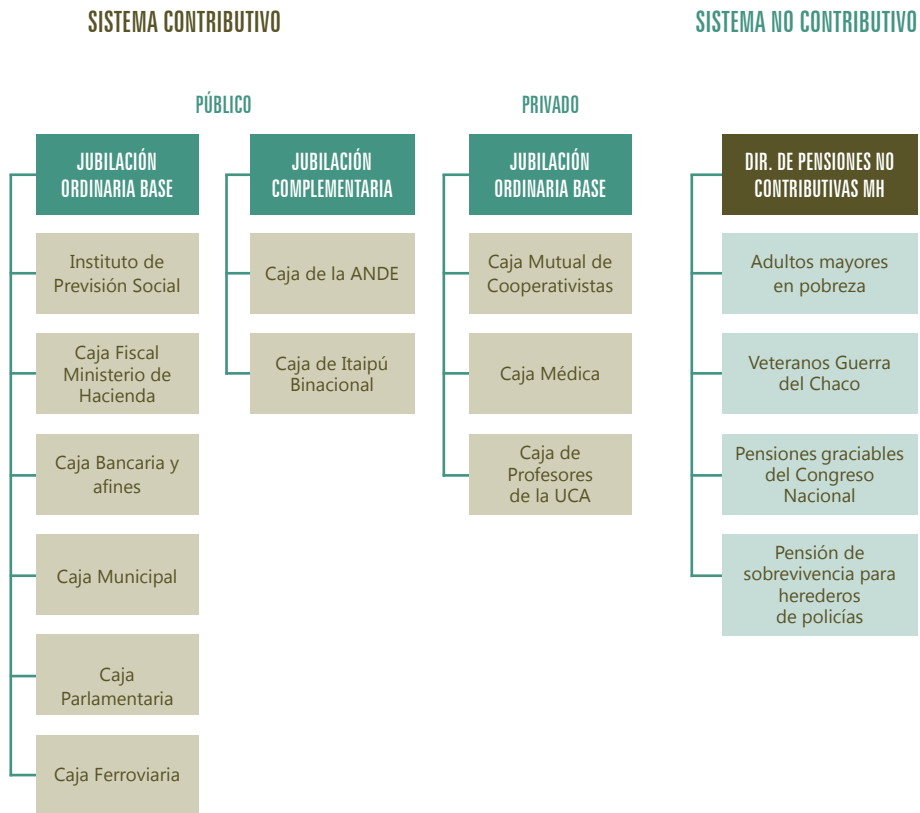 SISTEMA CONTRIBUTIVO
SISTEMA NO CONTRIBUTIVO
PÚBLICO
PRIVADO
JUBILACIÓN
ORDINARIA BASE
Instituto de
Previsión Social
Caja Fiscal
Ministerio de
Hacienda
Caja Bancaria y
afines
Caja Municipal
Caja
Parlamentaria
Caja Ferroviaria
JUBILACIÓN
COMPLEMENTARIA
Caja de la ANDE
Caja de Itaipú
Binacional
JUBILACIÓN
ORDINARIA BASE
Caja Mutual de
Cooperativistas
Caja Médica
Caja de
Profesores
de la UCA
DIR. DE PENSIONES NO
CONTRIBUTIVAS MH
Adultos mayores
en pobreza
Veteranos Guerra
del Chaco
Pensiones graciables
del Congreso
Nacional
Pensión de
sobrevivencia para
herederos
de policías